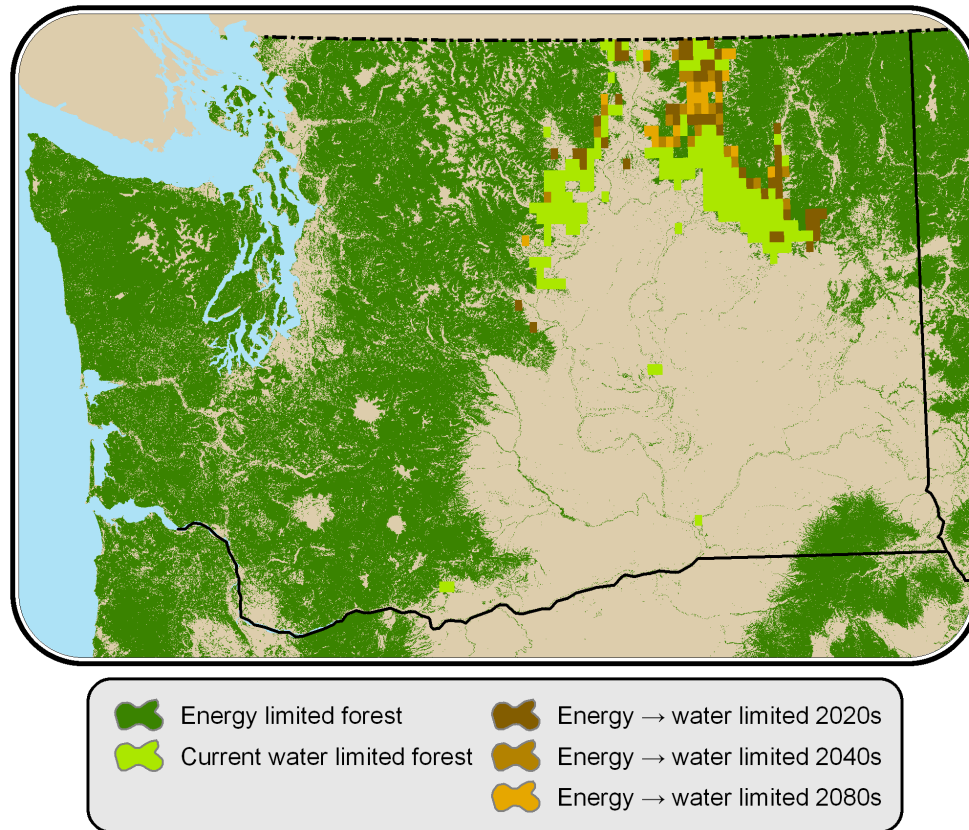 Energy limited forest
Current water limited forest
Energy → water limited 2020s
Energy → water limited 2040s
Energy → water limited 2080s